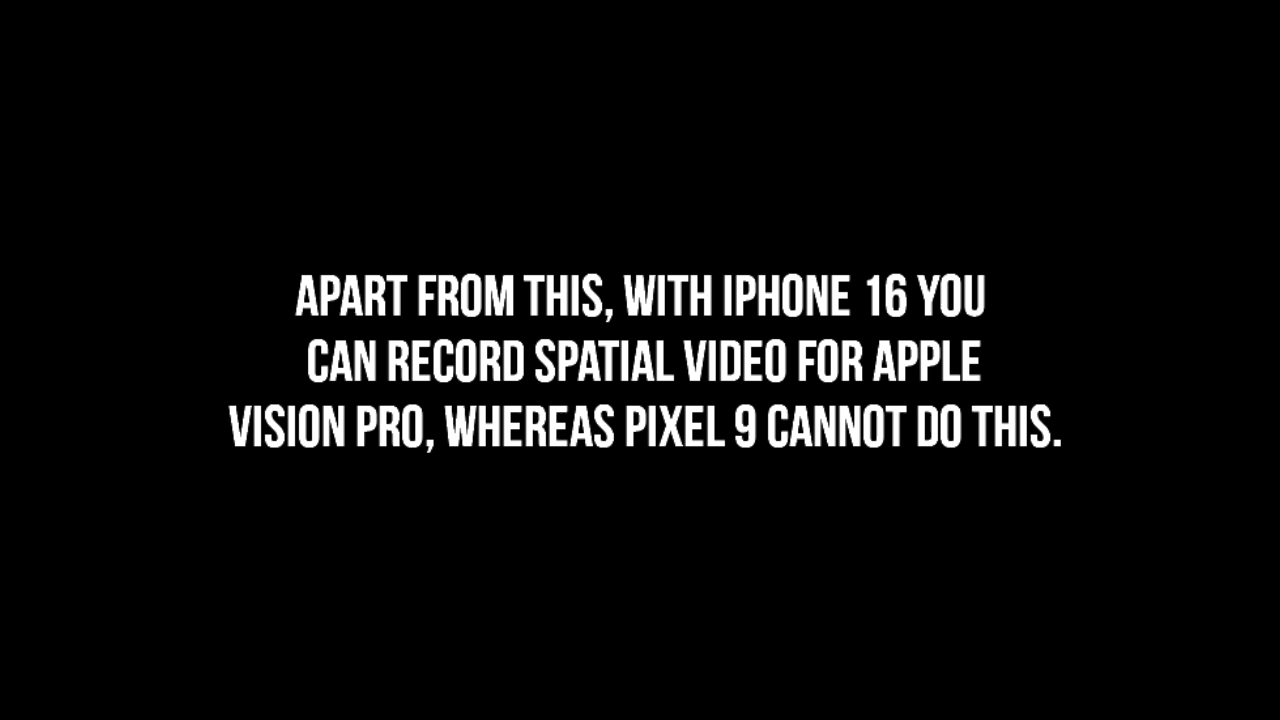 APART FROM THIS, WITH IPHONE 16 YOU
CAN RECORD SPATIAL VIDEO FOR APPLE
VISION PRO, WHEREAS PIXEL 9 CANNOT DO THIS.